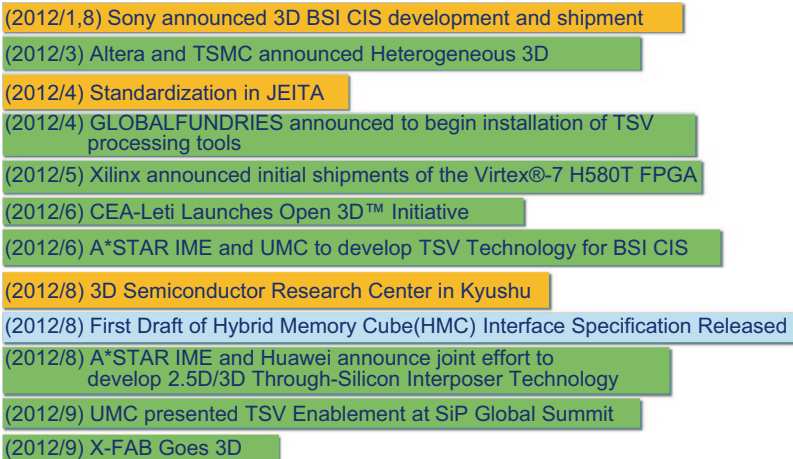 (2012/1,8) Sony announced 3D BSI CIS development and shipment
(2012/3) Altera and TSMC announced Heterogeneous 3D
(2012/4) Standardization in JEITA
(2012/4) GLOBALFUNDRIES announced to begin installation of TSV
processing tools
(2012/5) Xilinx announced initial shipments of the Virtex®-7 H580T FPGA
(2012/6) CEA-Leti Launches Open 3D™ Initiative
(2012/6) A*STAR IME and UMC to develop TSV Technology for BSI CIS
(2012/8) 3D Semiconductor Research Center in Kyushu
(2012/8) First Draft of Hybrid Memory Cube(HMC) Interface Specification Released
(2012/8) A*STAR IME and Huawei announce joint effort to
develop 2.5D/3D Through-Silicon Interposer Technology
(2012/9) UMC presented TSV Enablement at SiP Global Summit
(2012/9) X-FAB Goes 3D